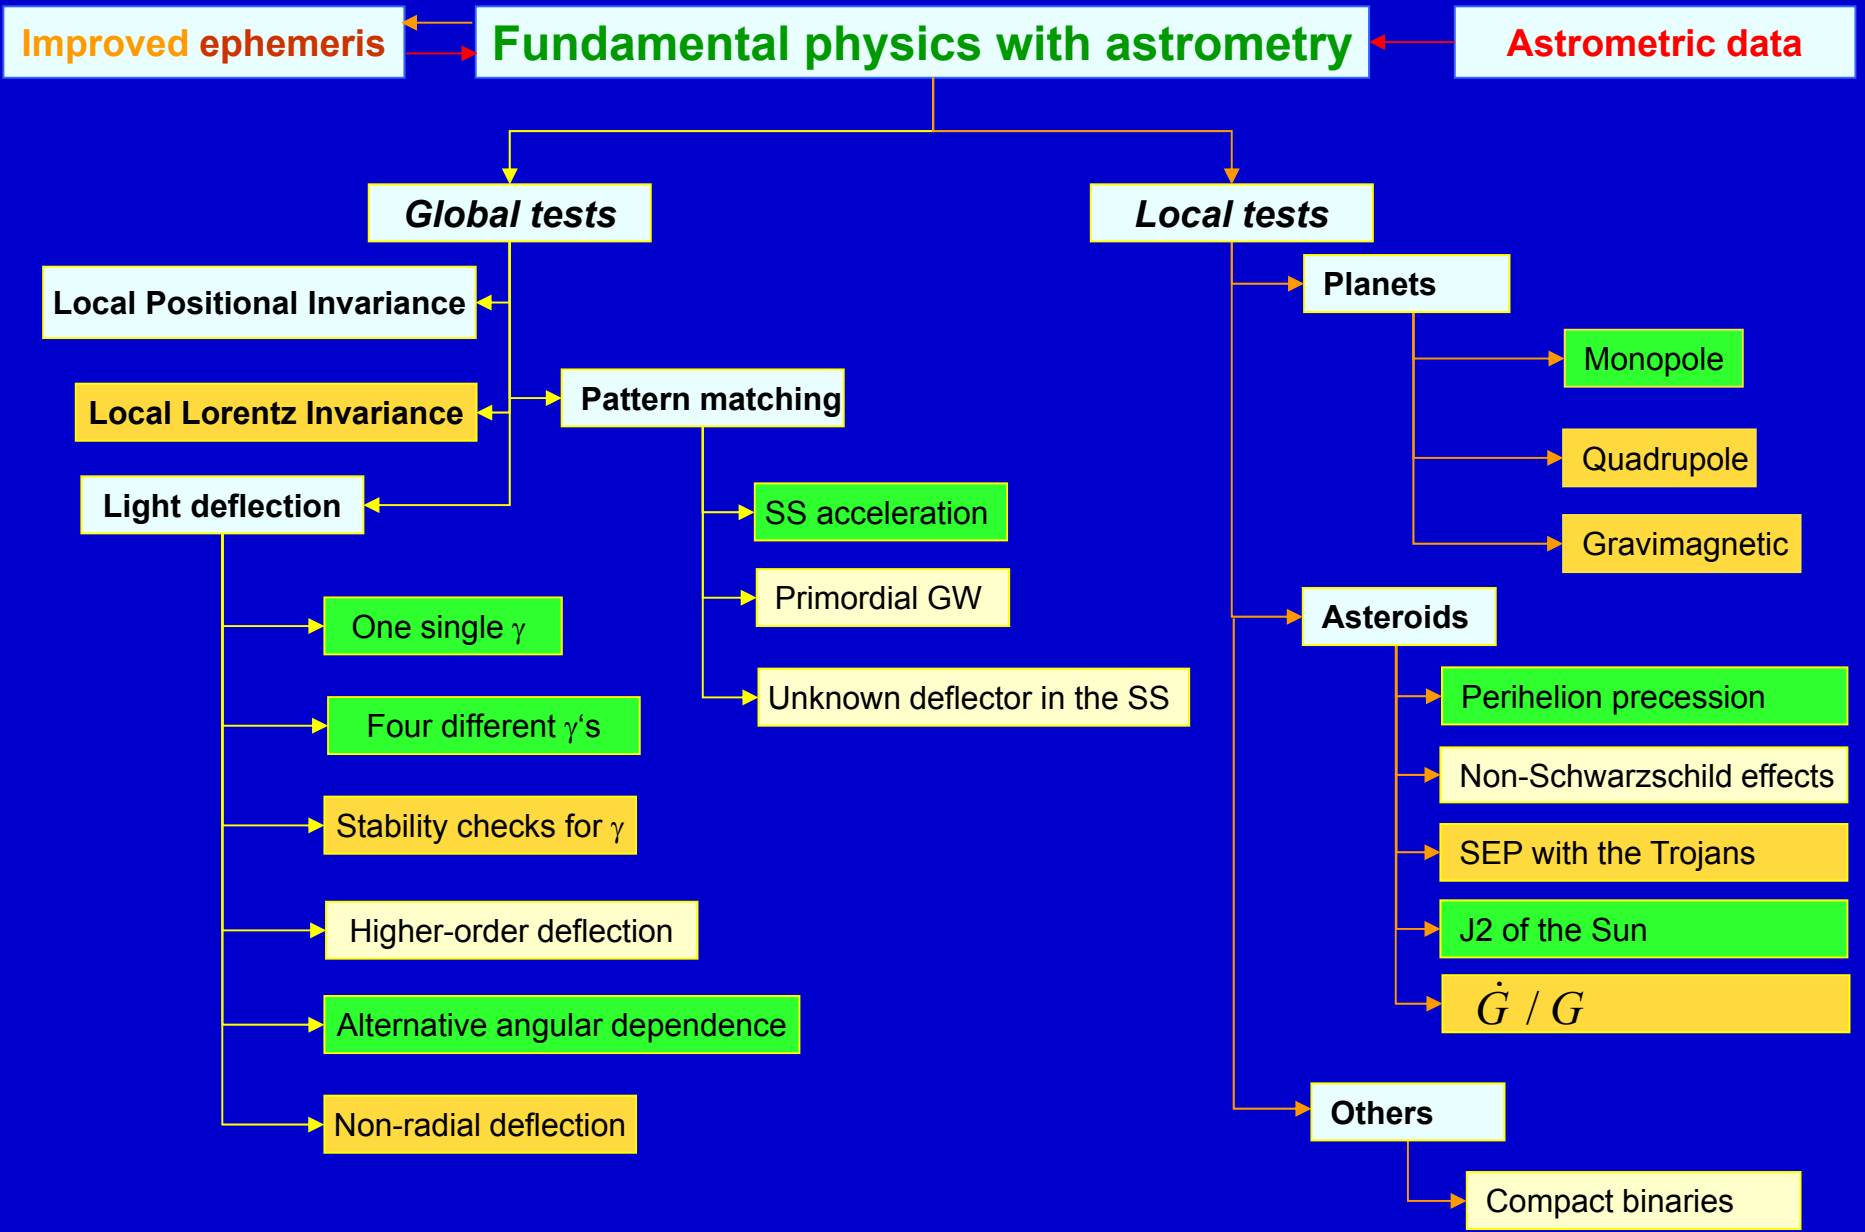 Improved ephemeris
Fundamental physics with astrometry
Astrometric data
Global tests
Local Positional Invariance
Local Lorentz Invariance
Light deflection
One single γ
Four different γ‘s
Stability checks for γ
Higher-order deflection
Alternative angular dependence
Non-radial deflection
Pattern matching
SS acceleration
Primordial GW
Unknown deflector in the SS
Local tests
Planets
Monopole
Quadrupole
Gravimagnetic
Asteroids
Perihelion precession
Non-Schwarzschild effects
SEP with the Trojans
J2 of the Sun
Ġ / G
Others
Compact binaries